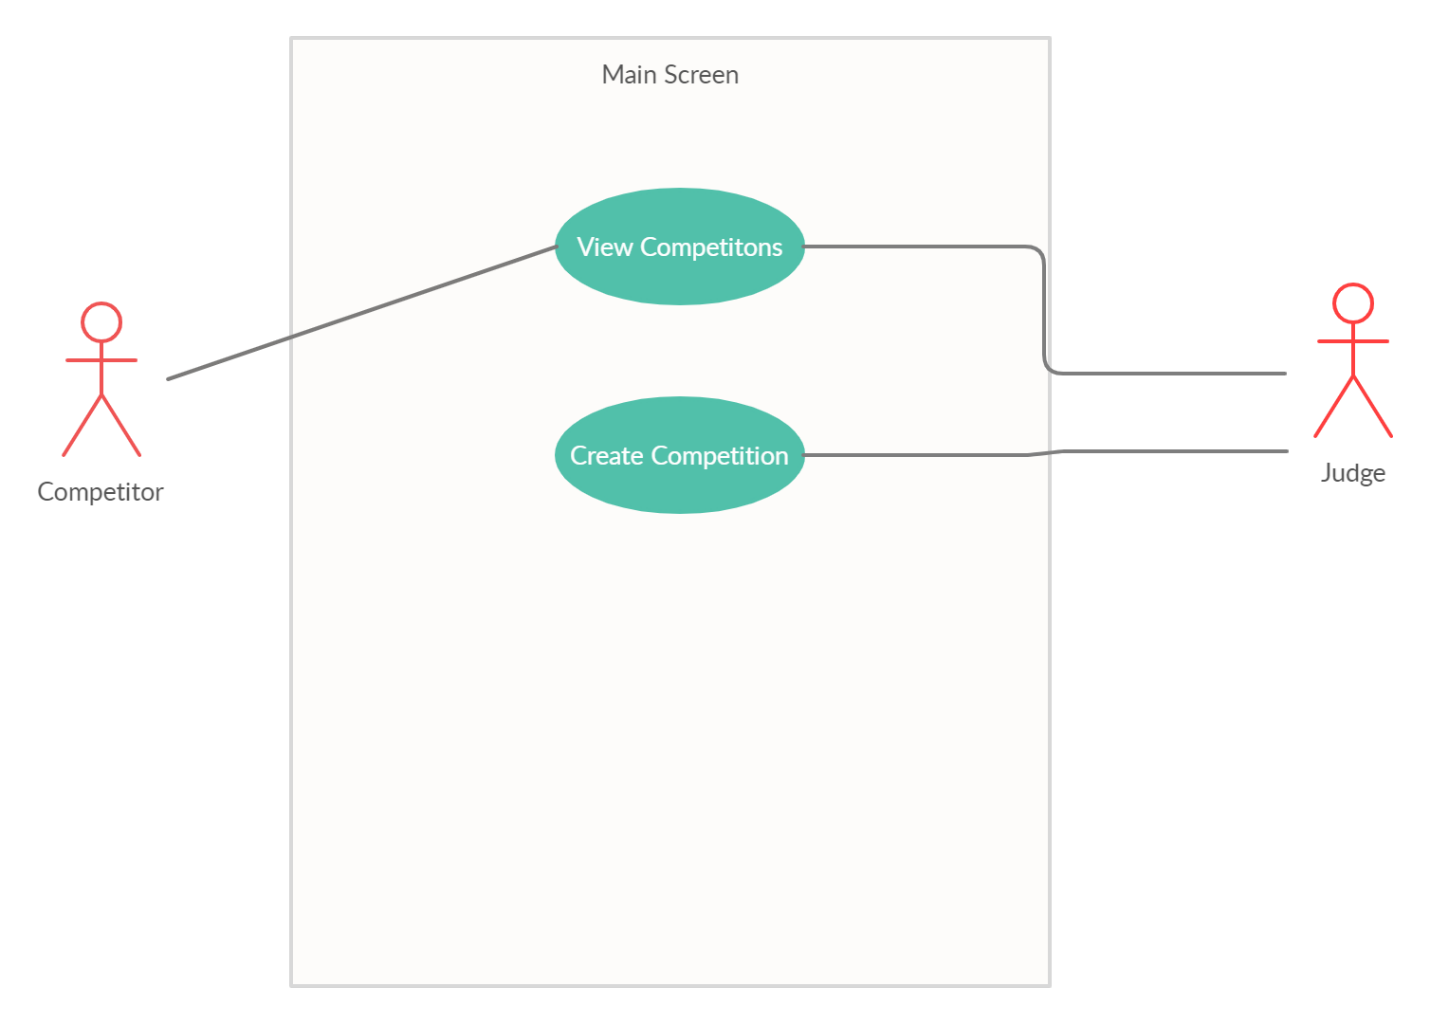 Main Screen
View Competitons
Create Competition
Competitor
Judge